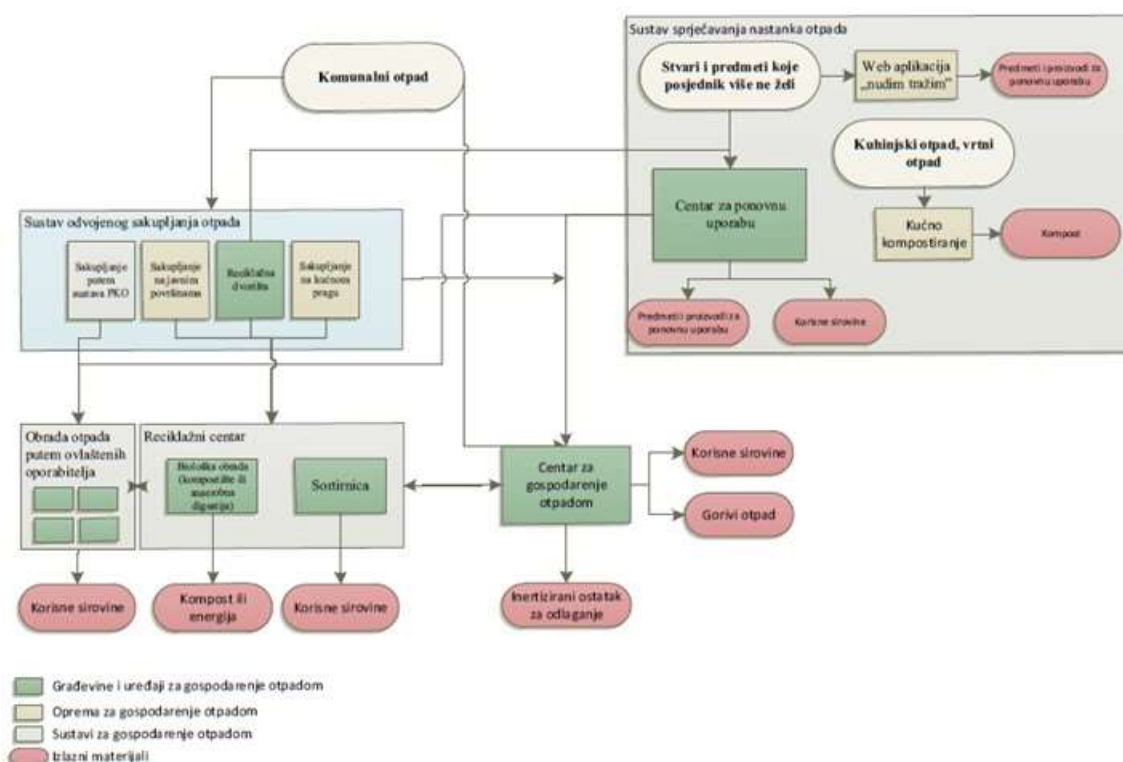 Sustav sprječavanja nastanka otpada
Komunalni otpad
Stvari i predmeti koje
posjednik više ne želi
Web aplikacija
„nudim tražim”
Predmeti i proizvodi za
ponovnu uporabu
Kuhinjski otpad, vrtni
otpad
Centar za ponovnu
uporabu
Kućno
kompostiranje
Kompost
Predmeti i proizvodi za
ponovnu uporabu
Korisne sirovine
Sustav odvojenog sakupljanja otpada
Sakupljanje
putem
sustava PKO
Sakupljanje
na javnim
površinama
Reciklažna
dvorišta
Sakupljanje
na kućnom
pragu
Obrada otpada
putem ovlaštenih
oporabitelja
Reciklažni centar
Biološka obrada
(kompostište ili
anaerobna
digestija)
Sortirnica
Centar za
gospodarenje
otpadom
Korisne sirovine
Gorivi otpad
Korisne sirovine
Kompost ili
energija
Korisne sirovine
Inertizirani ostatak
za odlaganje
Građevine i uređaji za gospodarenje otpadom
Oprema za gospodarenje otpadom
Sustavi za gospodarenje otpadom
Izlazni materijali